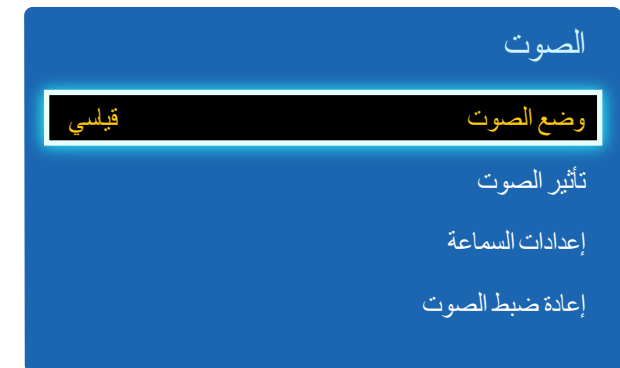 الصوت
وضع الصوت قياسي
تأثير الصوت
إعدادات السماعة
إعادة ضبط الصوت